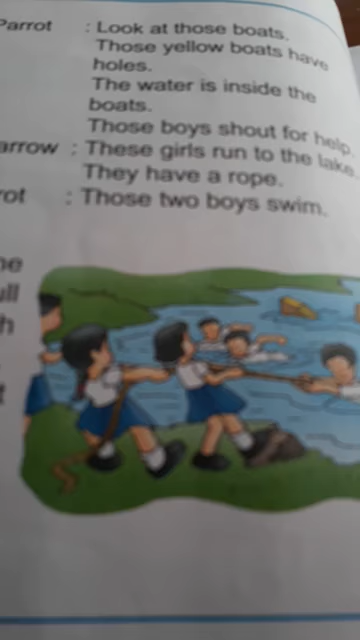 Parrot : Look at those boats.
Those yellow boats have
holes.
The water is inside the
boats.
Those boys shout for help.
arrow : These girls run to the lake.
They have a rope.
rot : Those two boys swim.
ne
ull
h
t